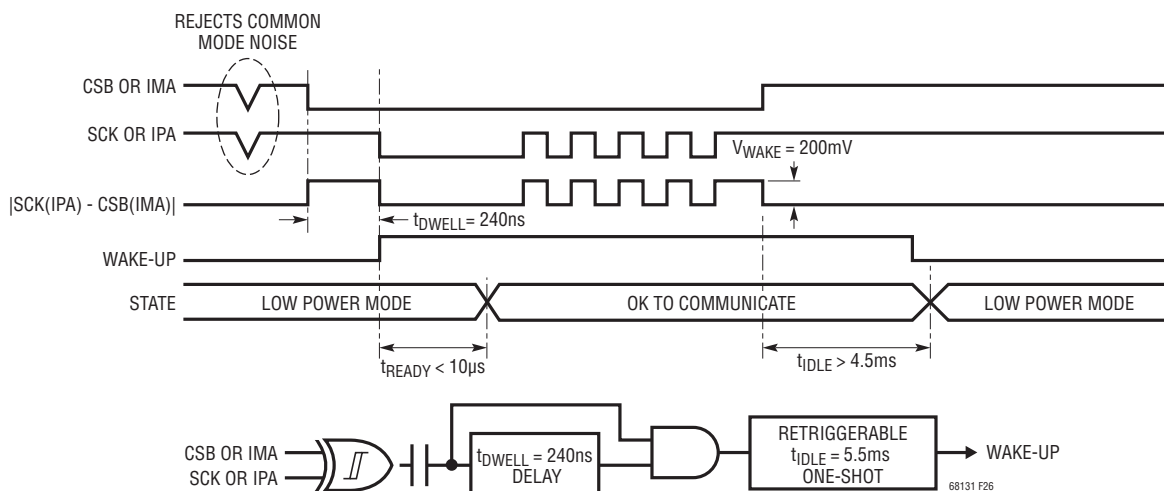 REJECTS COMMON
MODE NOISE
CSB OR IMA
SCK OR IPA
VWAKE = 200mV
|SCK(IPA) - CSB(IMA)|
tDWELL= 240ns
WAKE-UP
STATE
LOW POWER MODE
OK TO COMMUNICATE
LOW POWER MODE
tREADY < 10µs
tIDLE > 4.5ms
CSB OR IMA
SCK OR IPA
tDWELL = 240ns
DELAY
RETRIGGERABLE
tIDLE = 5.5ms
ONE-SHOT
WAKE-UP
68131 F26